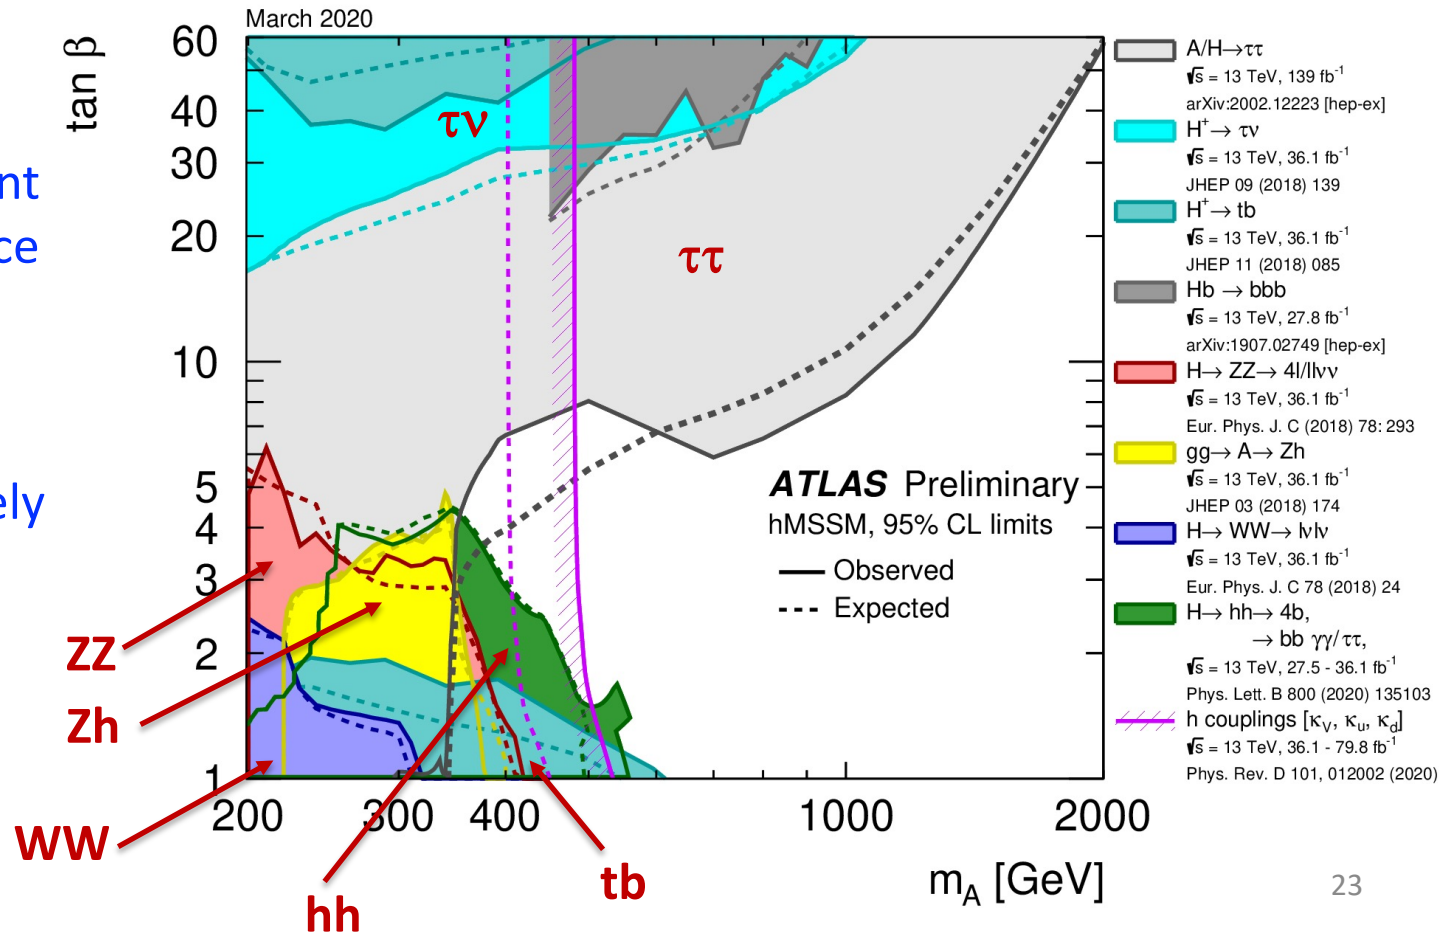 March 2020
tan β
60
40
30
20
10
5
4
3
2
1
200
300
400
1000
2000
m_A [GeV]
nt
ce
ely
τν
ττ
ZZ
Zh
WW
hh
tb
ATLAS Preliminary
hMSSM, 95% CL limits
Observed
Expected
A/H→ττ
√s = 13 TeV, 139 fb⁻¹
arXiv:2002.12223 [hep-ex]
H⁺→ τν
√s = 13 TeV, 36.1 fb⁻¹
JHEP 09 (2018) 139
H⁺→ tb
√s = 13 TeV, 36.1 fb⁻¹
JHEP 11 (2018) 085
Hb → bbb
√s = 13 TeV, 27.8 fb⁻¹
arXiv:1907.02749 [hep-ex]
H→ ZZ→ 4l/llνν
√s = 13 TeV, 36.1 fb⁻¹
Eur. Phys. J. C (2018) 78: 293
gg→ A→ Zh
√s = 13 TeV, 36.1 fb⁻¹
JHEP 03 (2018) 174
H→ WW→ lνlν
√s = 13 TeV, 36.1 fb⁻¹
Eur. Phys. J. C 78 (2018) 24
H→ hh→ 4b,
→ bb γγ/ττ,
√s = 13 TeV, 27.5 - 36.1 fb⁻¹
Phys. Lett. B 800 (2020) 135103
h couplings [κ_V, κ_u, κ_d]
√s = 13 TeV, 36.1 - 79.8 fb⁻¹
Phys. Rev. D 101, 012002 (2020)
23